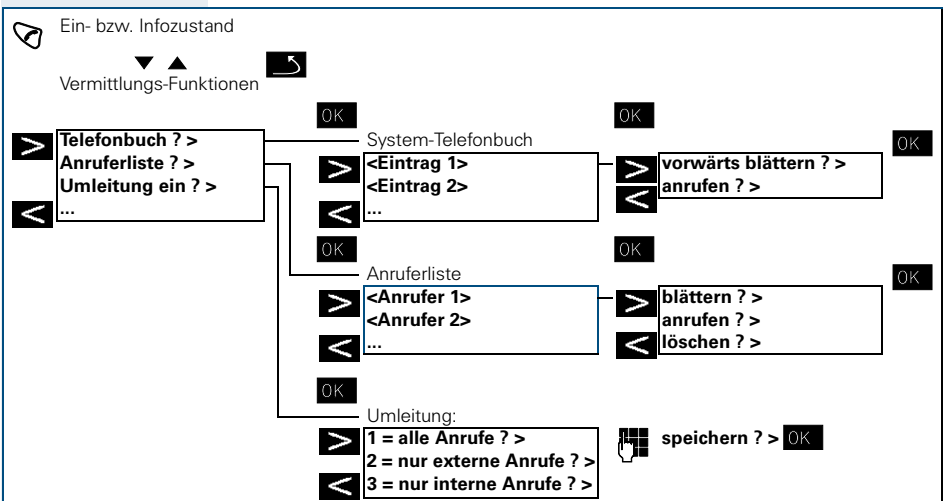 Ein- bzw. Infozustand
Vermittlungs-Funktionen
OK
OK
Telefonbuch ? >
System-Telefonbuch
OK
>
Anruferliste ? >
Umleitung ein ? >
...
<
>
<Eintrag 1>
<Eintrag 2>
...
<
>
vorwärts blättern ? >
anrufen ? >
<
OK
OK
Anruferliste
OK
>
<Anrufer 1>
<Anrufer 2>
...
<
>
blättern ? >
anrufen ? >
löschen ? >
<
OK
Umleitung:
>
1 = alle Anrufe ? >
2 = nur externe Anrufe ? >
3 = nur interne Anrufe ? >
<
speichern ? > OK